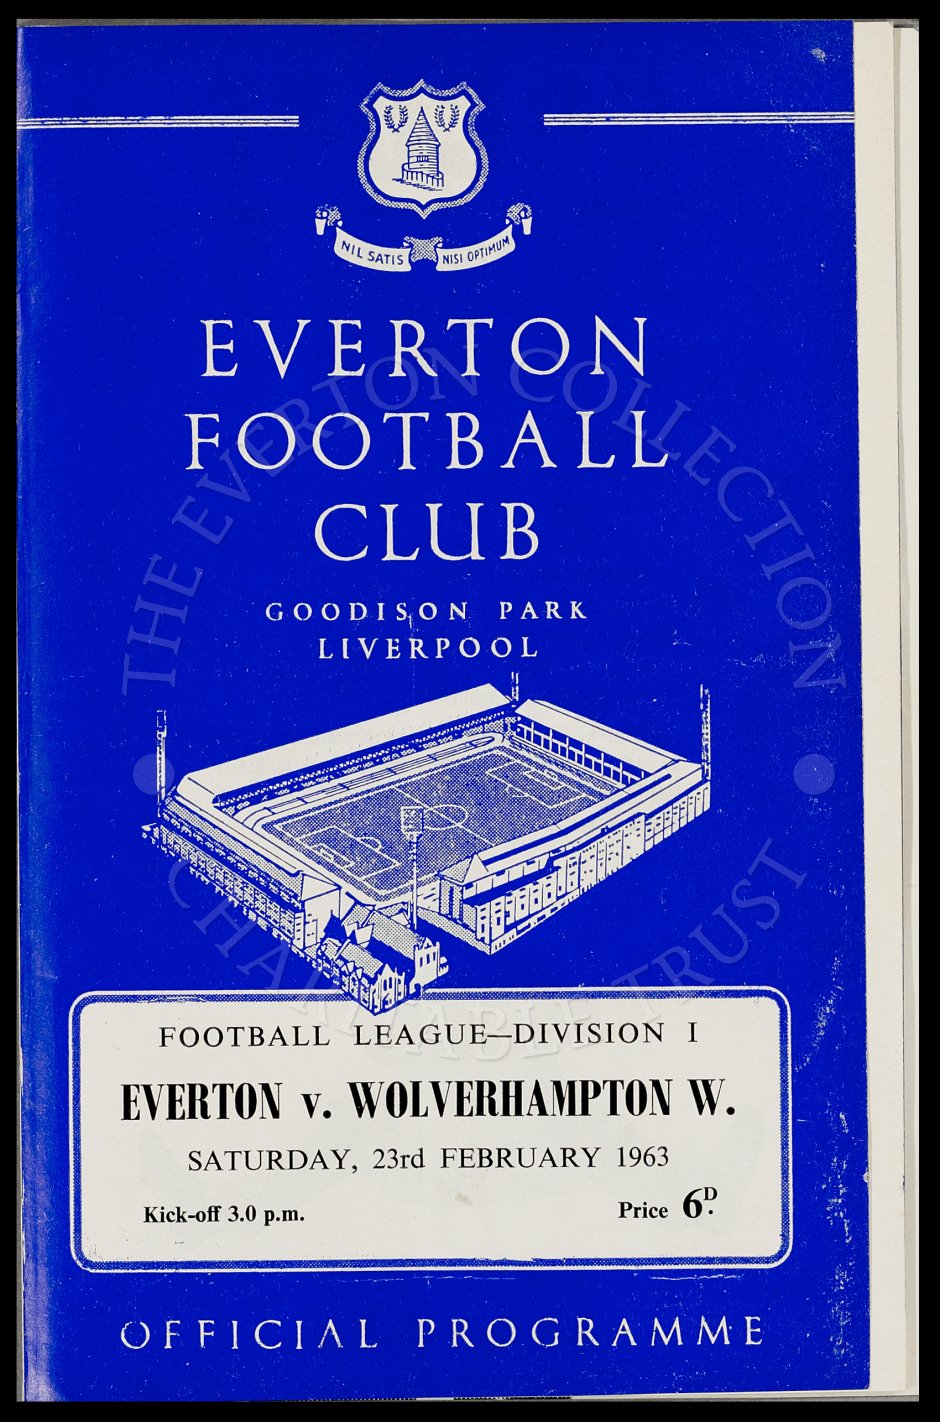 NIL SATIS NISI OPTIMUM
EVERTON
FOOTBALL
CLUB
GOODISON PARK
LIVERPOOL
FOOTBALL LEAGUE—DIVISION I
EVERTON v. WOLVERHAMPTON W.
SATURDAY, 23rd FEBRUARY 1963
Kick-off 3.0 p.m. Price 6D.
OFFICIAL PROGRAMME
THE EVERTON COLLECTION
CHARITABLE TRUST